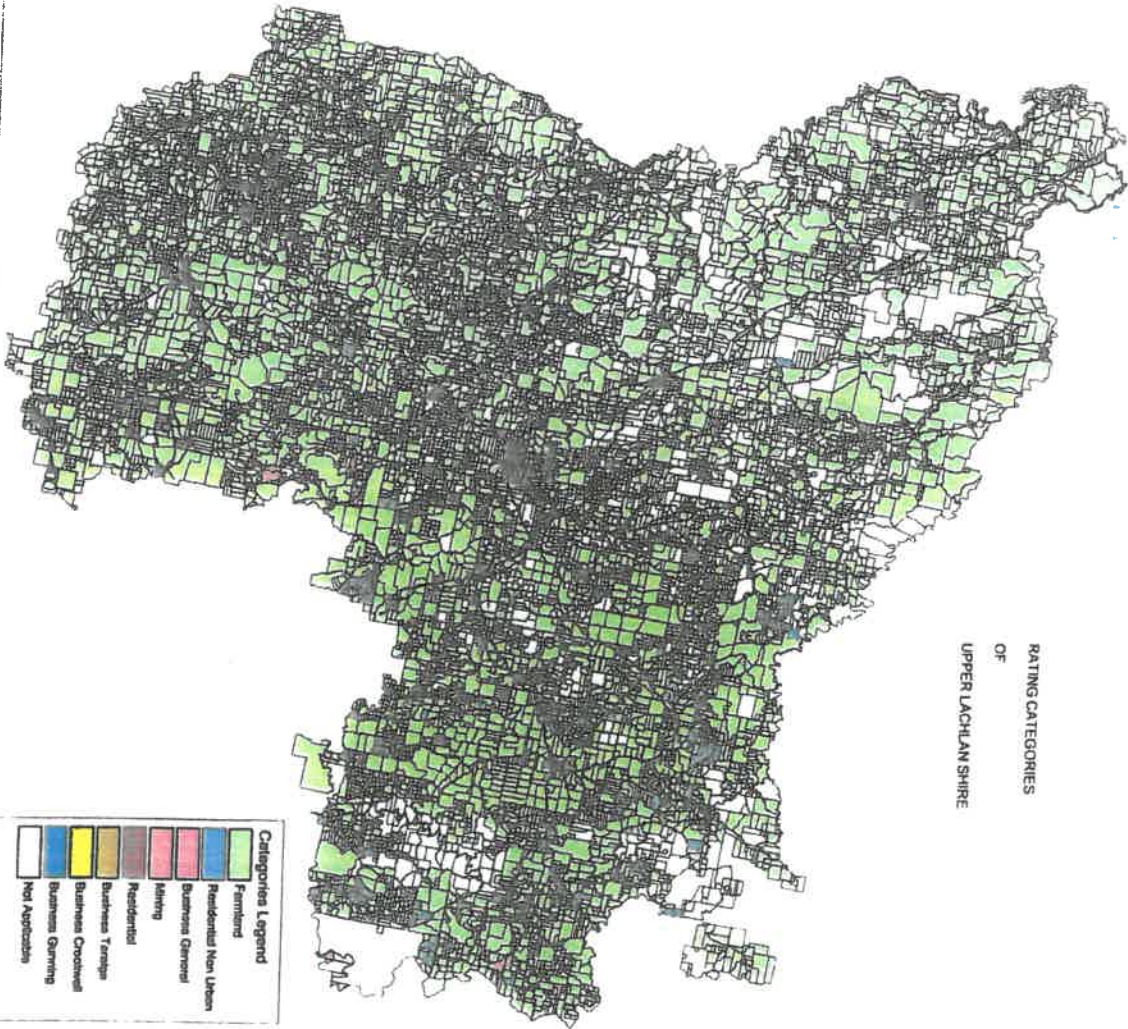 RATING CATEGORIES
OF
UPPER LACHLAN SHIRE
Categories Legend
Farmland
Residential Non Urban
Business General
Mining
Residential
Business Taralga
Business Crookwell
Business Gunning
Not Applicable